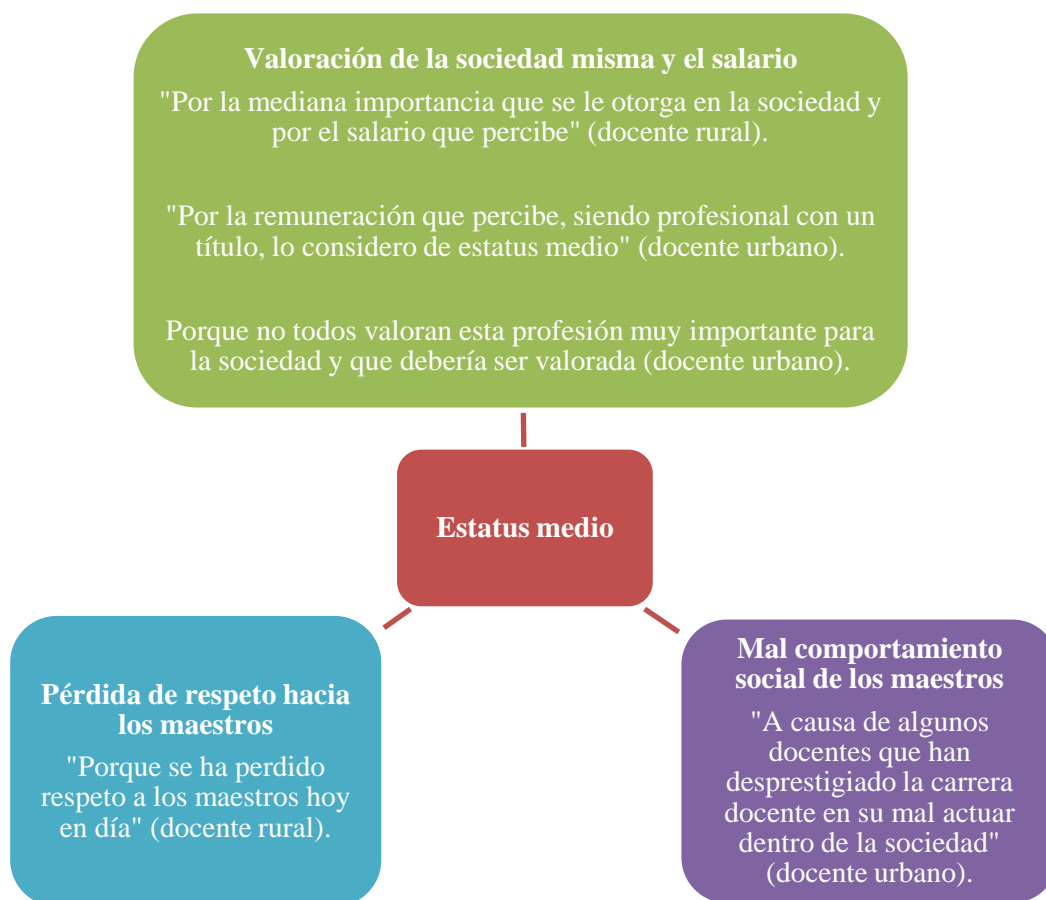 Valoración de la sociedad misma y el salario
"Por la mediana importancia que se le otorga en la sociedad y
por el salario que percibe" (docente rural).
"Por la remuneración que percibe, siendo profesional con un
título, lo considero de estatus medio" (docente urbano).
Porque no todos valoran esta profesión muy importante para
la sociedad y que debería ser valorada (docente urbano).
Estatus medio
Pérdida de respeto hacia
los maestros
"Porque se ha perdido
respeto a los maestros hoy
en día" (docente rural).
Mal comportamiento
social de los maestros
"A causa de algunos
docentes que han
desprestigiado la carrera
docente en su mal actuar
dentro de la sociedad"
(docente urbano).